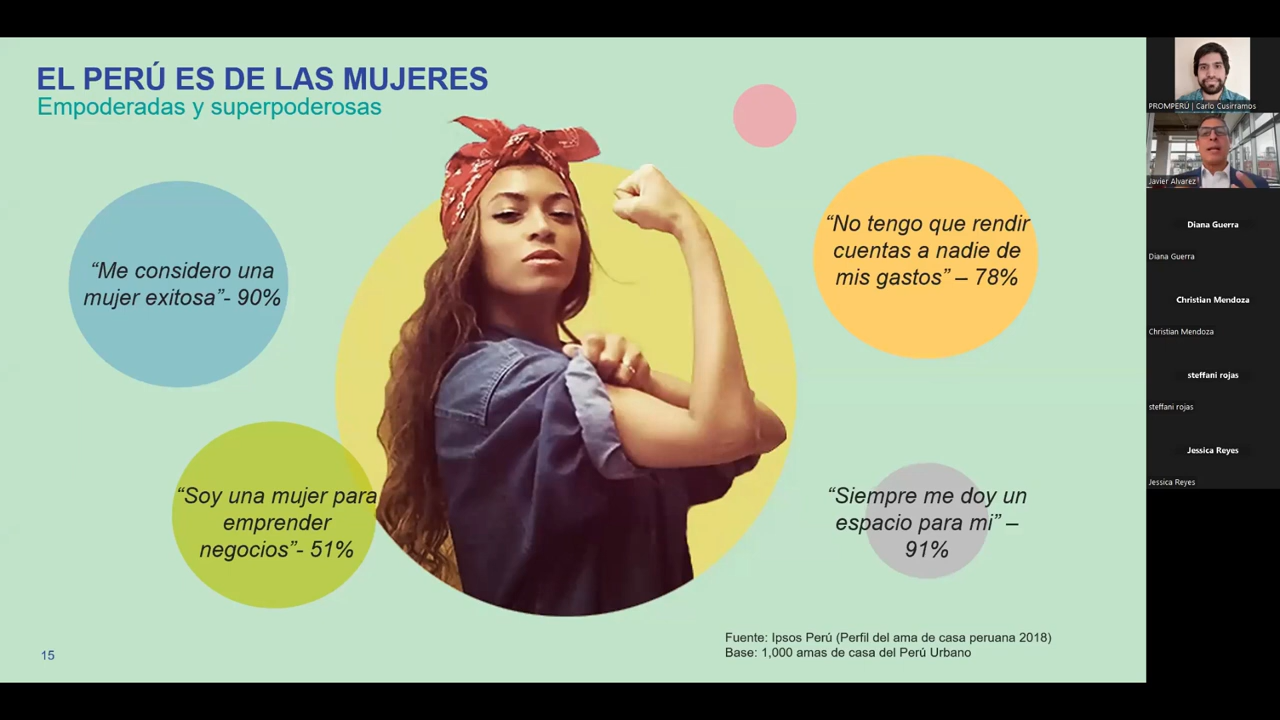 EL PERÚ ES DE LAS MUJERES
Empoderadas y superpoderosas
“Me considero una
mujer exitosa”- 90%
“No tengo que rendir
cuentas a nadie de
mis gastos” – 78%
“Soy una mujer para
emprender
negocios”- 51%
“Siempre me doy un
espacio para mi” –
91%
Fuente: Ipsos Perú (Perfil del ama de casa peruana 2018)
Base: 1,000 amas de casa del Perú Urbano
15
PROMPERÚ | Carlo Cusirramos
Javier Alvarez
Diana Guerra
Diana Guerra
Christian Mendoza
Christian Mendoza
steffani rojas
steffani rojas
Jessica Reyes
Jessica Reyes